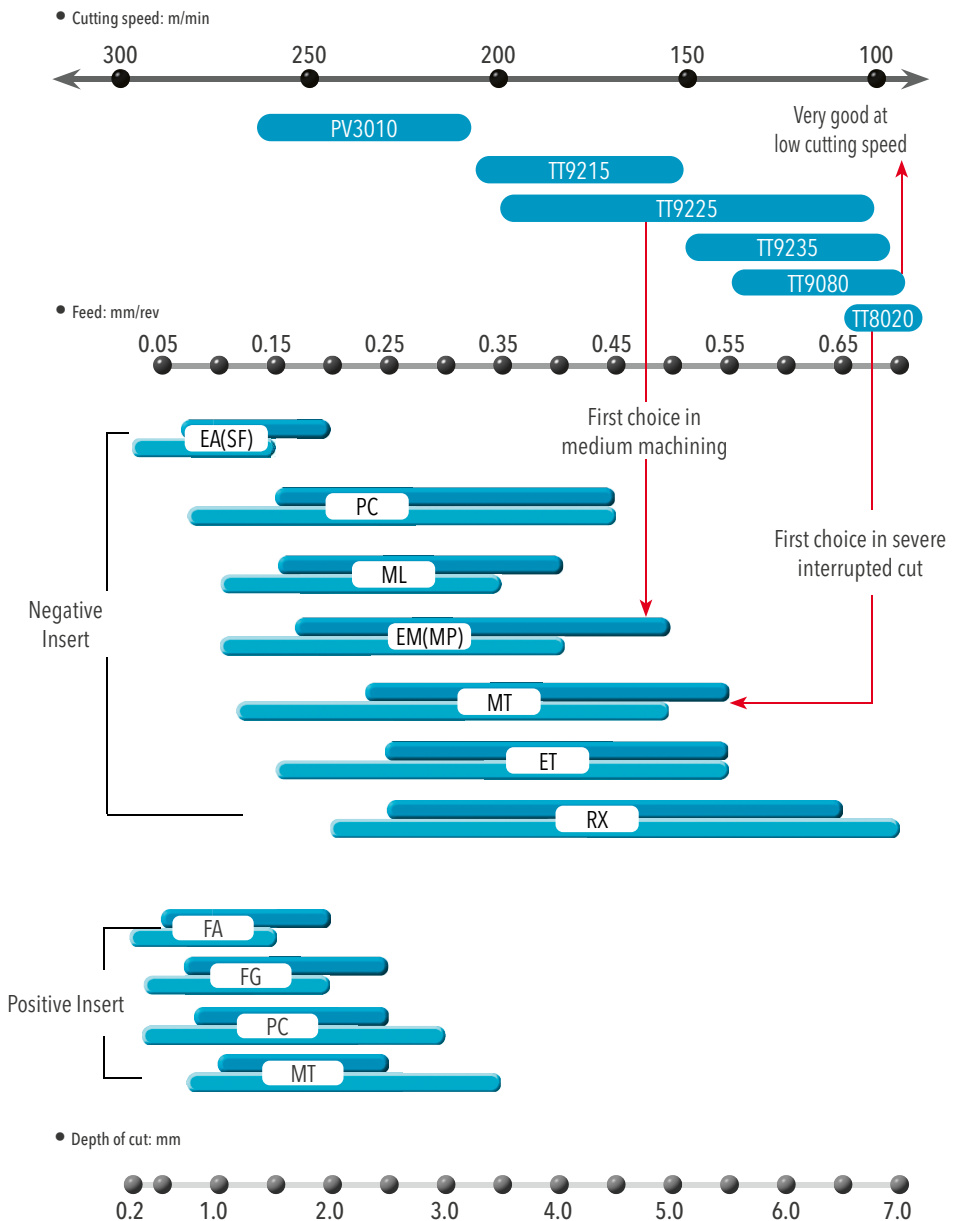 • Cutting speed: m/min
300 250 200 150 100
PV3010
Very good at
low cutting speed
TT9215
TT9225
TT9235
TT9080
• Feed: mm/rev
TT8020
0.05 0.15 0.25 0.35 0.45 0.55 0.65
First choice in
medium machining
EA(SF)
PC
First choice in severe
interrupted cut
ML
Negative
Insert
EM(MP)
MT
ET
RX
FA
FG
Positive Insert
PC
MT
• Depth of cut: mm
0.2 1.0 2.0 3.0 4.0 5.0 6.0 7.0